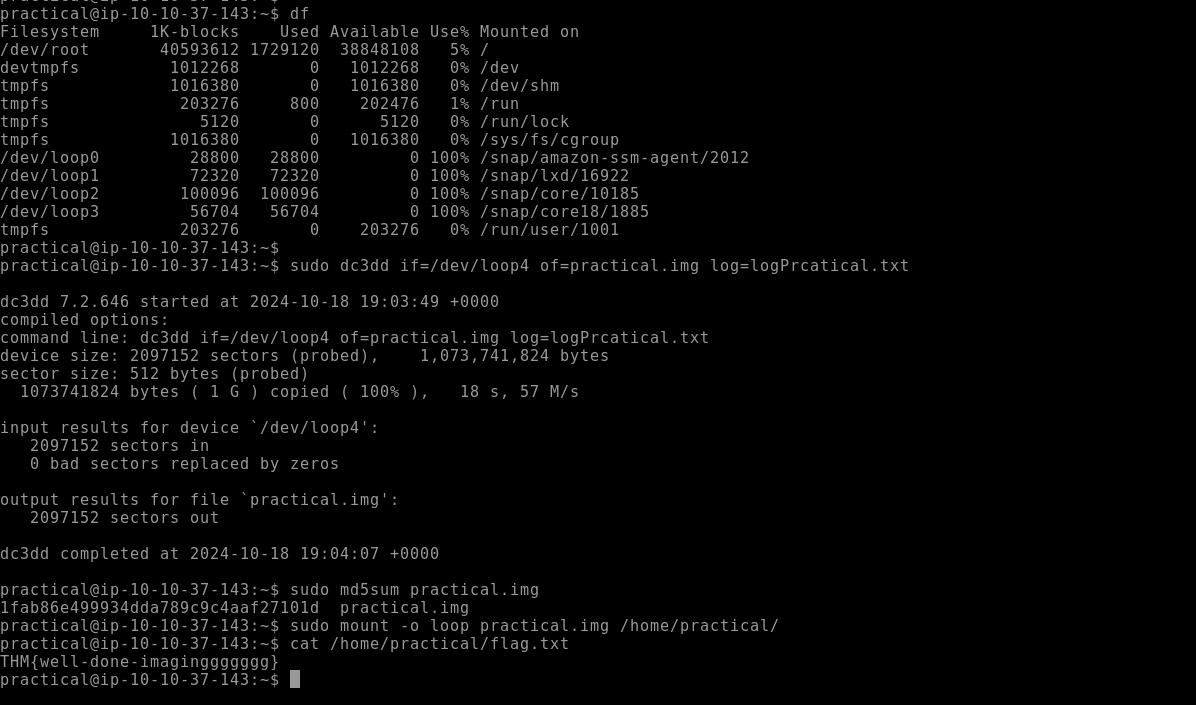 practical@ip-10-10-37-143:~$
practical@ip-10-10-37-143:~$ df
Filesystem     1K-blocks    Used Available Use% Mounted on
/dev/root       40593612 1729120  38848108   5% /
devtmpfs         1012268       0   1012268   0% /dev
tmpfs            1016380       0   1016380   0% /dev/shm
tmpfs             203276     800    202476   1% /run
tmpfs               5120       0      5120   0% /run/lock
tmpfs            1016380       0   1016380   0% /sys/fs/cgroup
/dev/loop0         28800   28800         0 100% /snap/amazon-ssm-agent/2012
/dev/loop1         72320   72320         0 100% /snap/lxd/16922
/dev/loop2        100096  100096         0 100% /snap/core/10185
/dev/loop3         56704   56704         0 100% /snap/core18/1885
tmpfs             203276       0    203276   0% /run/user/1001
practical@ip-10-10-37-143:~$
practical@ip-10-10-37-143:~$ sudo dc3dd if=/dev/loop4 of=practical.img log=logPrcatical.txt
dc3dd 7.2.646 started at 2024-10-18 19:03:49 +0000
compiled options:
command line: dc3dd if=/dev/loop4 of=practical.img log=logPrcatical.txt
device size: 2097152 sectors (probed),    1,073,741,824 bytes
sector size: 512 bytes (probed)
  1073741824 bytes ( 1 G ) copied ( 100% ),   18 s, 57 M/s
input results for device `/dev/loop4':
   2097152 sectors in
   0 bad sectors replaced by zeros
output results for file `practical.img':
   2097152 sectors out
dc3dd completed at 2024-10-18 19:04:07 +0000
practical@ip-10-10-37-143:~$ sudo md5sum practical.img
1fab86e499934dda789c9c4aaf27101d  practical.img
practical@ip-10-10-37-143:~$ sudo mount -o loop practical.img /home/practical/
practical@ip-10-10-37-143:~$ cat /home/practical/flag.txt
THM{well-done-imaginggggggg}
practical@ip-10-10-37-143:~$